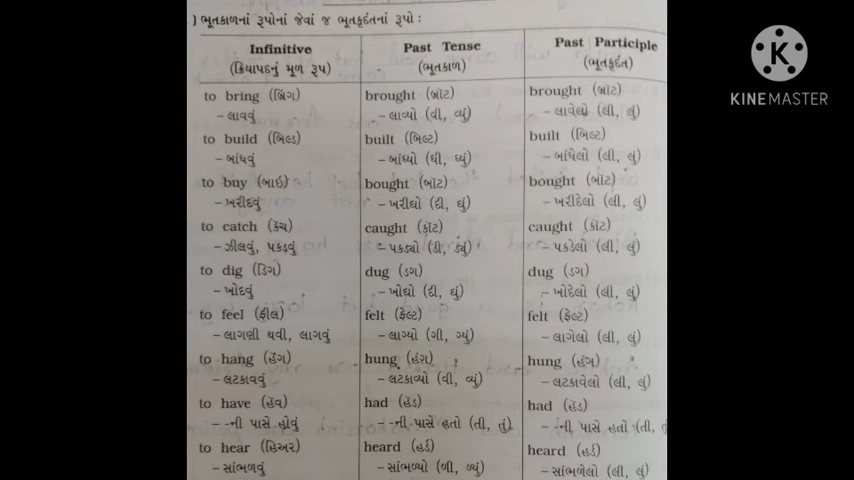 ) ભૂતકાળનાં રૂપોનાં જેવાં જ ભૂતકૃદંતનાં રૂપો :
Infinitive Past Tense Past Participle
(ક્રિયાપદનું મૂળ રૂપ) (ભૂતકાળ) (ભૂતકૃદંત)
to bring (બ્રિંગ) brought (બ્રૉટ) brought (બ્રૉટ)
– લાવવું – લાવ્યો (વી, વ્યું) – લાવેલો (લી, લું)
to build (બિલ્ડ) built (બિલ્ટ) built (બિલ્ટ)
– બાંધવું – બાંધ્યો (ધી, ધ્યું) – બાંધેલો (લી, લું)
to buy (બાઇ) bought (બૉટ) bought (બૉટ)
– ખરીદવું – ખરીદ્યો (દી, દ્યું) – ખરીદેલો (લી, લું)
to catch (કૅચ) caught (કૉટ) caught (કૉટ)
– ઝીલવું, પકડવું – પકડ્યો (ડી, ડ્યું) – પકડેલો (લી, લું)
to dig (ડિગ) dug (ડગ) dug (ડગ)
– ખોદવું – ખોદ્યો (દી, દ્યું) – ખોદેલો (લી, લું)
to feel (ફીલ) felt (ફેલ્ટ) felt (ફેલ્ટ)
– લાગણી થવી, લાગવું – લાગ્યો (ગી, ગ્યું) – લાગેલો (લી, લું)
to hang (હૅંગ) hung (હંગ) hung (હંગ)
– લટકાવવું – લટકાવ્યો (વી, વ્યું) – લટકાવેલો (લી, લું)
to have (હૅવ) had (હૅડ) had (હૅડ)
– -ની પાસે હોવું – -ની પાસે હતો (તી, તું) – -ની પાસે હતો (તી, તું
to hear (હિઅર) heard (હર્ડ) heard (હર્ડ)
– સાંભળવું – સાંભળ્યો (ળી, ળ્યું) – સાંભળેલો (લી, લું)
KINEMASTER